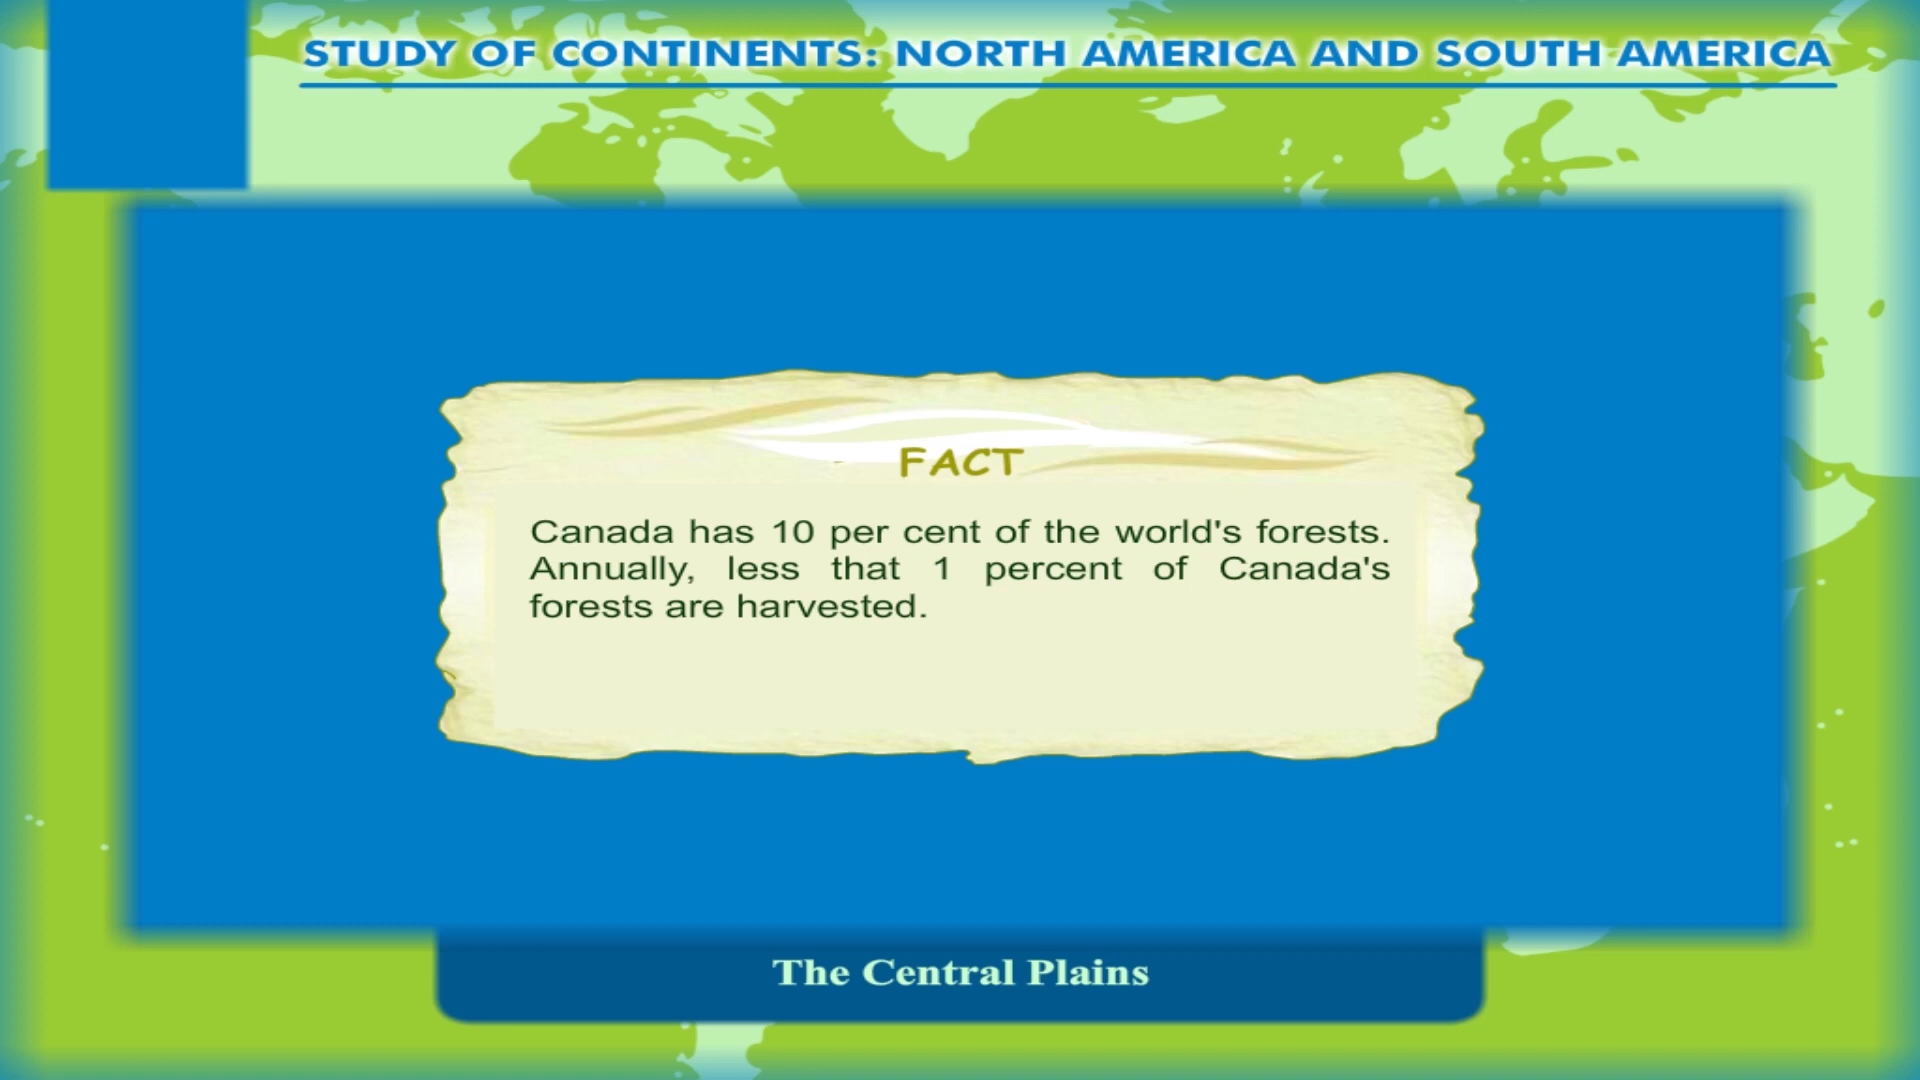 STUDY OF CONTINENTS: NORTH AMERICA AND SOUTH AMERICA
FACT
Canada has 10 per cent of the world's forests.
Annually, less that 1 percent of Canada's
forests are harvested.
The Central Plains